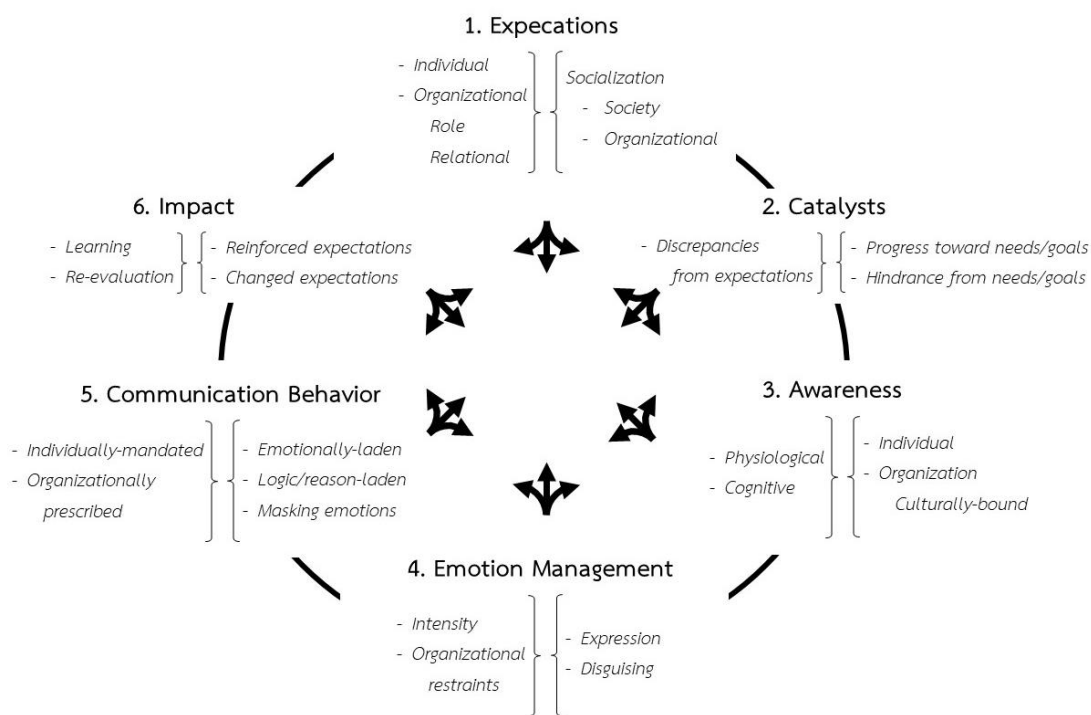 1. Expecations
- Individual
- Organizational
Role
Relational
Socialization
- Society
- Organizational
2. Catalysts
- Discrepancies
from expectations
- Progress toward needs/goals
- Hindrance from needs/goals
3. Awareness
- Physiological
- Cognitive
- Individual
- Organization
Culturally-bound
4. Emotion Management
- Intensity
- Organizational
restraints
- Expression
- Disguising
5. Communication Behavior
- Individually-mandated
- Organizationally
prescribed
- Emotionally-laden
- Logic/reason-laden
- Masking emotions
6. Impact
- Learning
- Re-evaluation
- Reinforced expectations
- Changed expectations